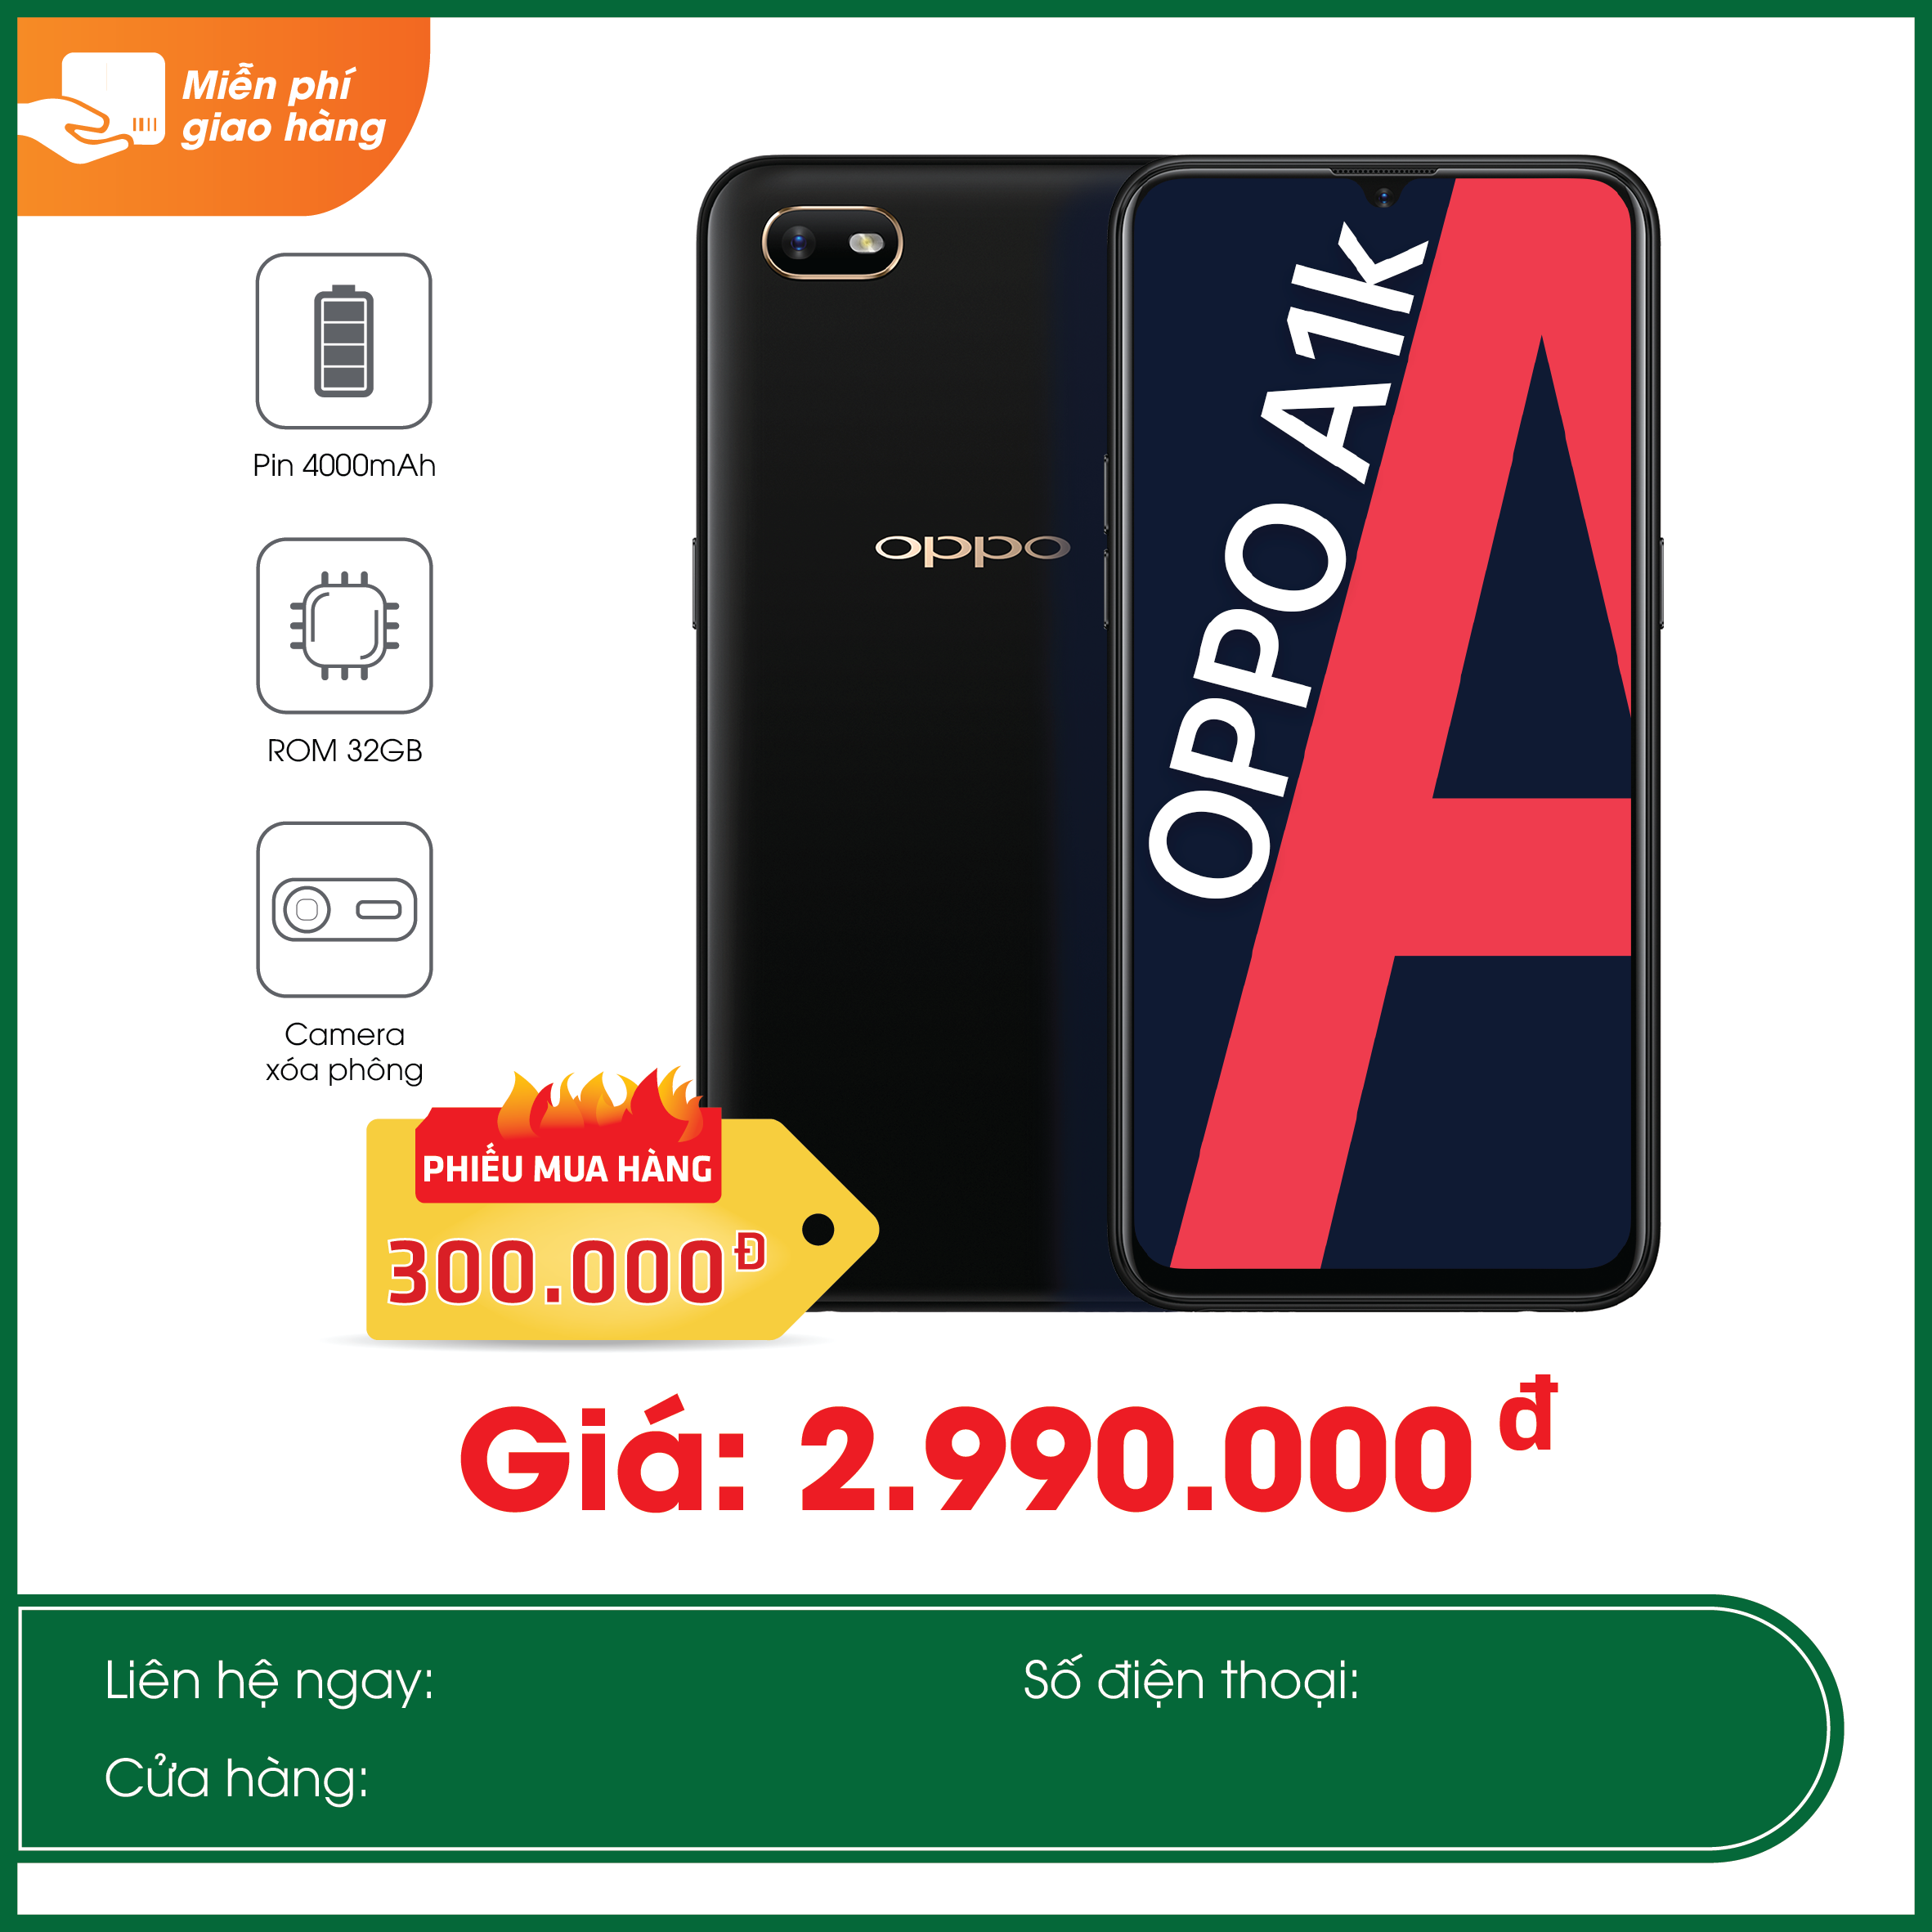 Miễn phí
giao hàng
Pin 4000mAh
ROM 32GB
Camera
xóa phông
oppo
OPPO A1k
A
PHIẾU MUA HÀNG
300.000Đ
Giá: 2.990.000đ
Liên hệ ngay:
Số điện thoại:
Cửa hàng: